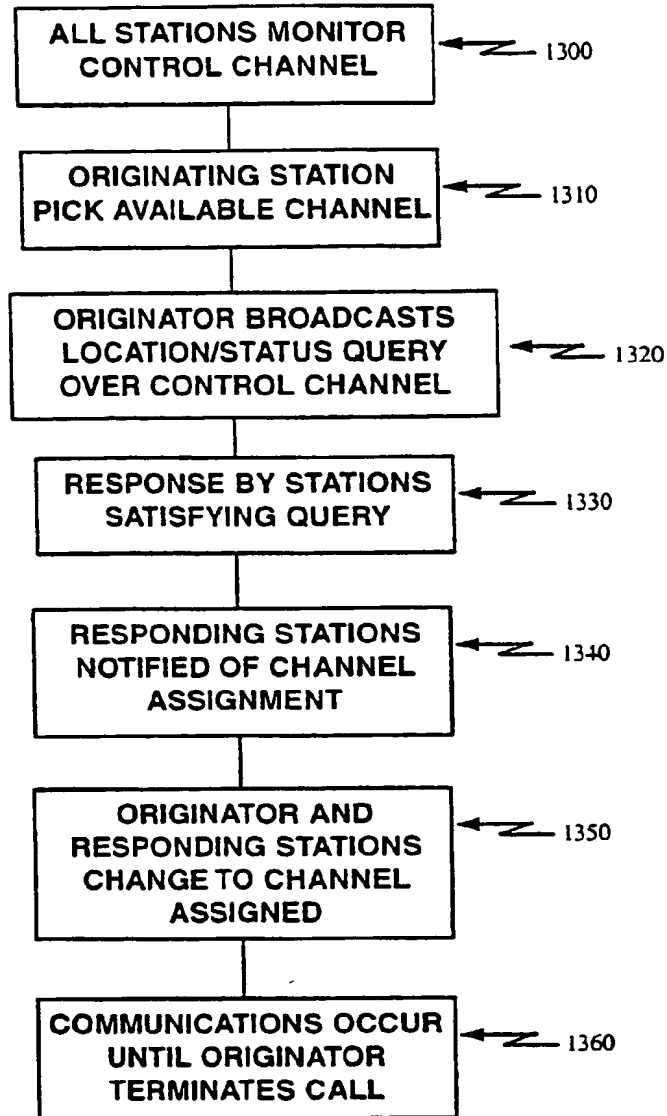 ALL STATIONS MONITOR
CONTROL CHANNEL
1300
ORIGINATING STATION
PICK AVAILABLE CHANNEL
1310
ORIGINATOR BROADCASTS
LOCATION/STATUS QUERY
OVER CONTROL CHANNEL
1320
RESPONSE BY STATIONS
SATISFYING QUERY
1330
RESPONDING STATIONS
NOTIFIED OF CHANNEL
ASSIGNMENT
1340
ORIGINATOR AND
RESPONDING STATIONS
CHANGE TO CHANNEL
ASSIGNED
1350
COMMUNICATIONS OCCUR
UNTIL ORIGINATOR
TERMINATES CALL
1360